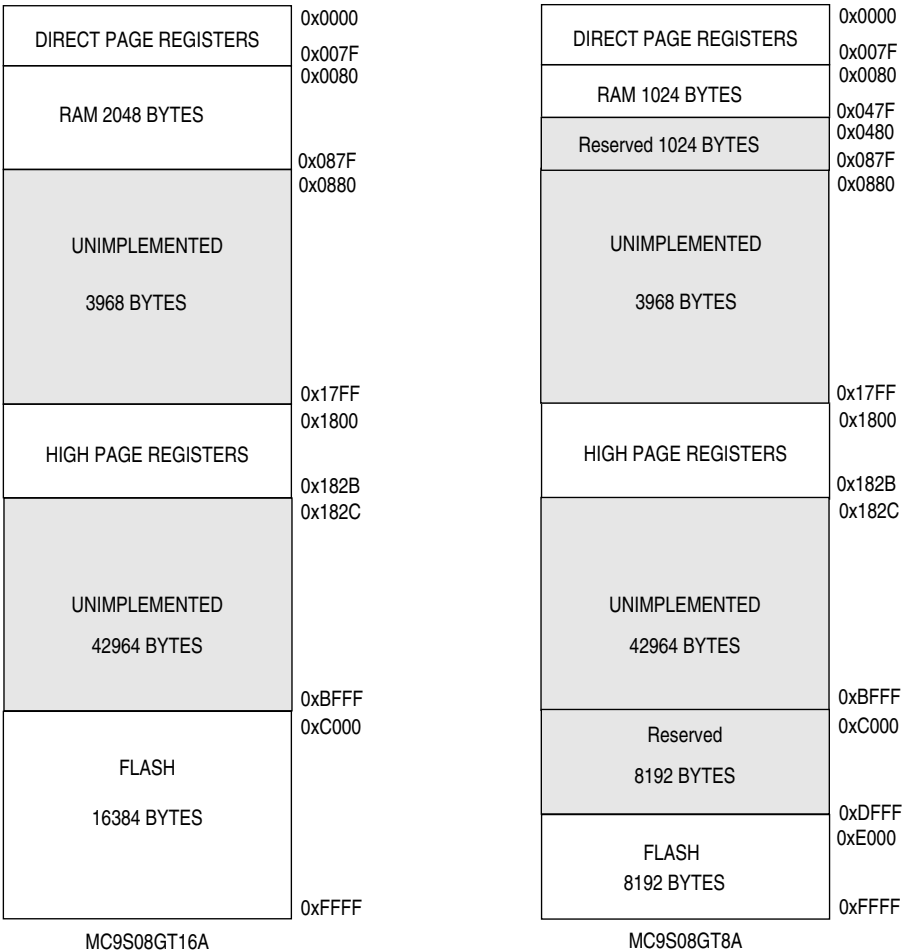 0x0000
DIRECT PAGE REGISTERS
0x007F
0x0080
RAM 2048 BYTES
0x087F
0x0880
UNIMPLEMENTED
3968 BYTES
0x17FF
0x1800
HIGH PAGE REGISTERS
0x182B
0x182C
UNIMPLEMENTED
42964 BYTES
0xBFFF
0xC000
FLASH
16384 BYTES
0xFFFF
MC9S08GT16A
0x0000
DIRECT PAGE REGISTERS
0x007F
0x0080
RAM 1024 BYTES
0x047F
0x0480
Reserved 1024 BYTES
0x087F
0x0880
UNIMPLEMENTED
3968 BYTES
0x17FF
0x1800
HIGH PAGE REGISTERS
0x182B
0x182C
UNIMPLEMENTED
42964 BYTES
0xBFFF
0xC000
Reserved
8192 BYTES
0xDFFF
0xE000
FLASH
8192 BYTES
0xFFFF
MC9S08GT8A